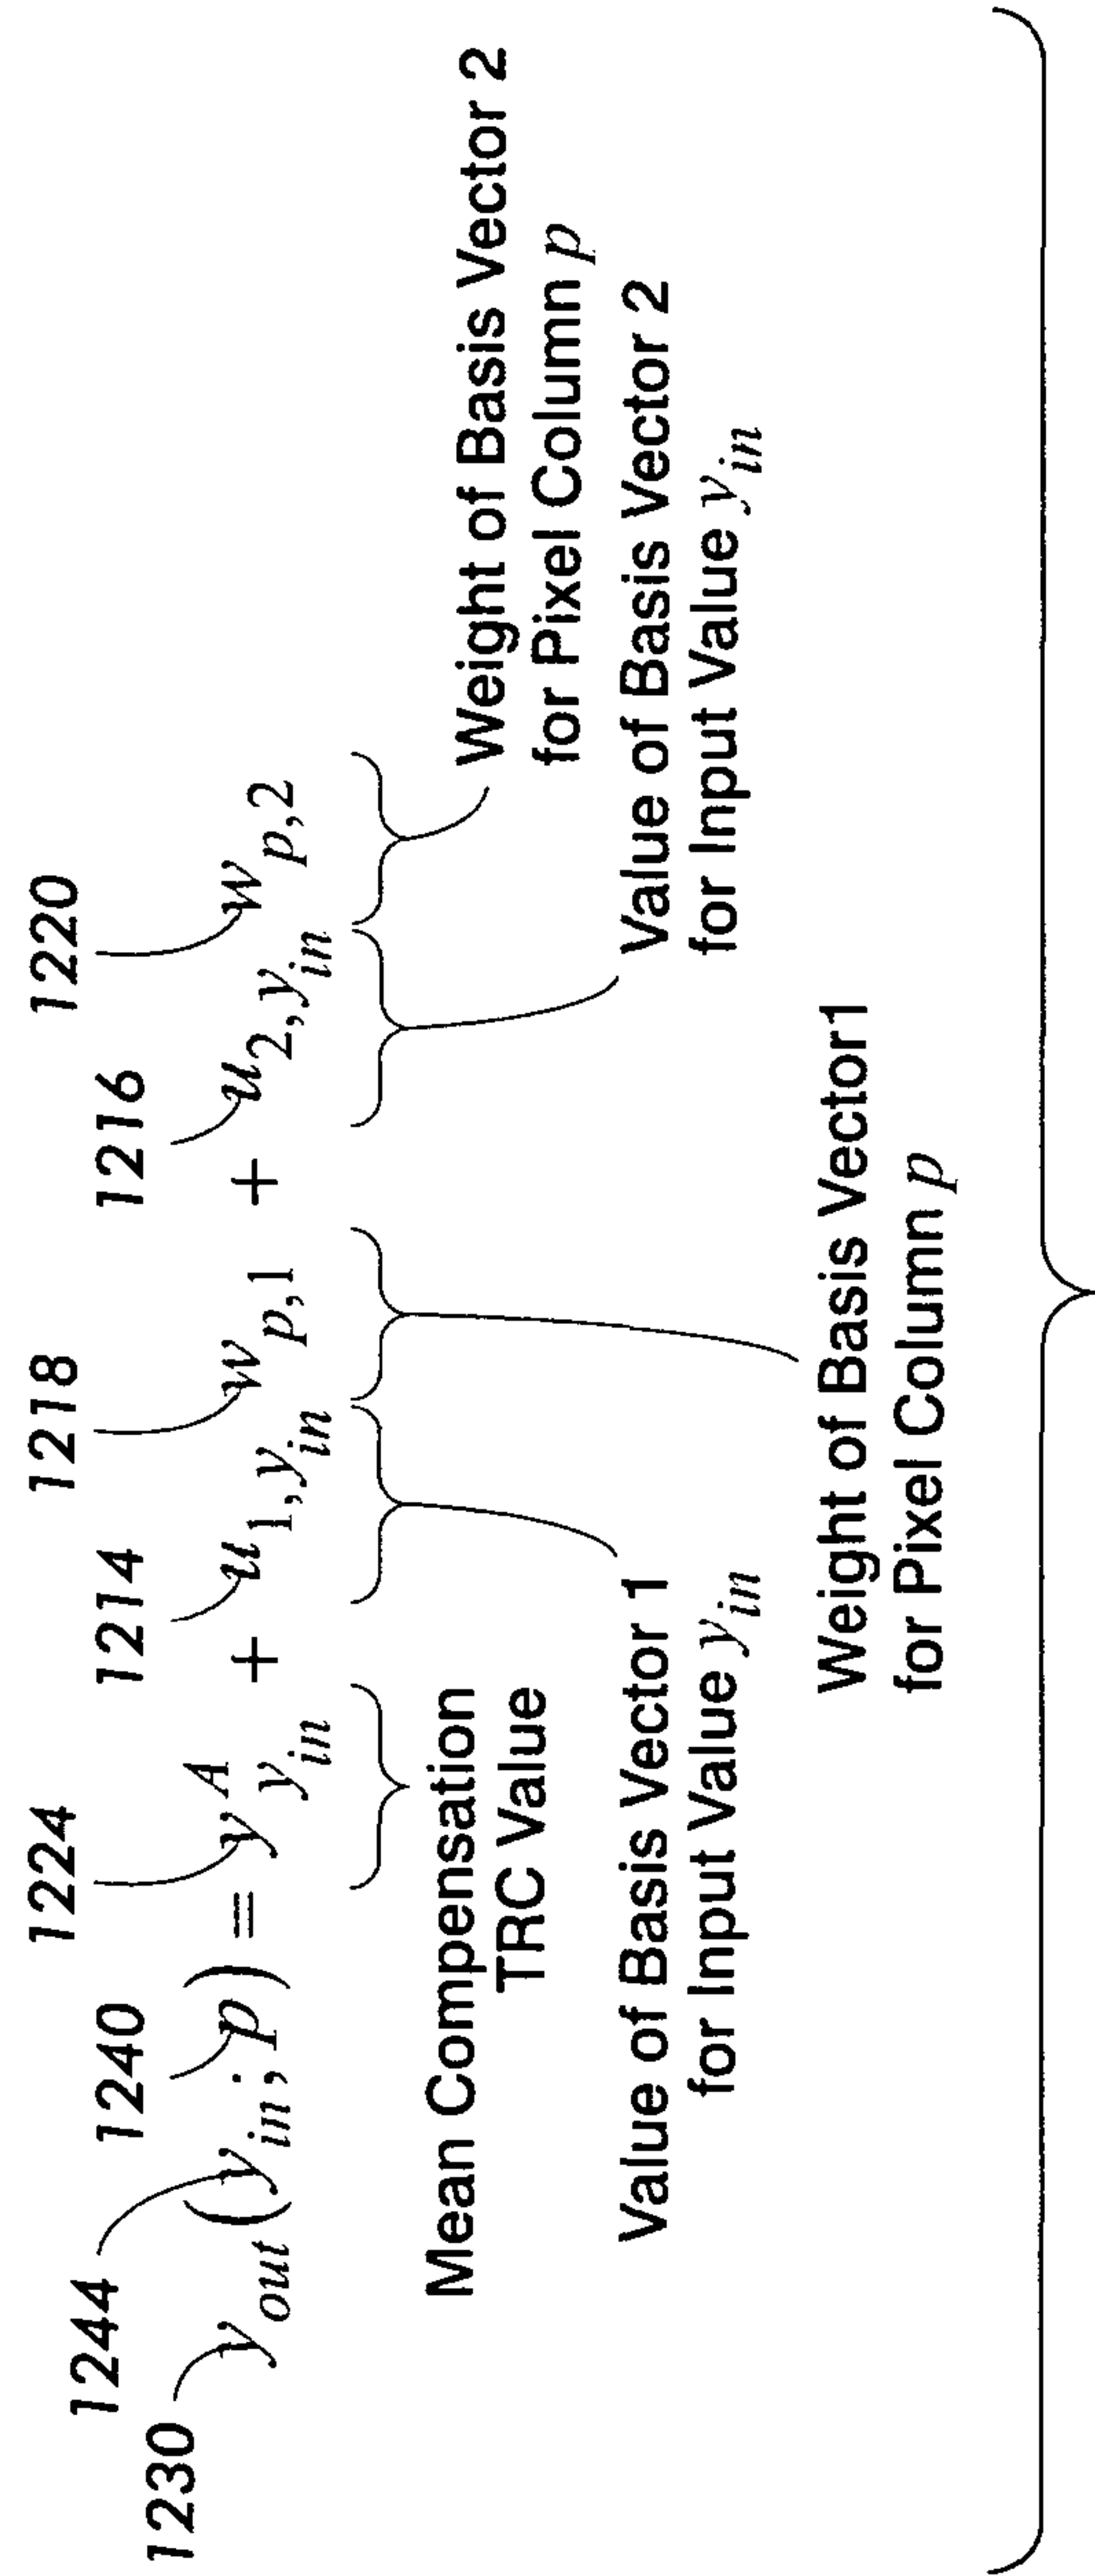 1230 1244 1240 1224 1214 1218 1216 1220
y_out(y_in; p) = y^A_{y_in} + u_{1,y_in} w_{p,1} + u_{2,y_in} w_{p,2}
Mean Compensation
TRC Value
Value of Basis Vector 1
for Input Value y_in
Weight of Basis Vector1
for Pixel Column p
Value of Basis Vector 2
for Input Value y_in
Weight of Basis Vector 2
for Pixel Column p